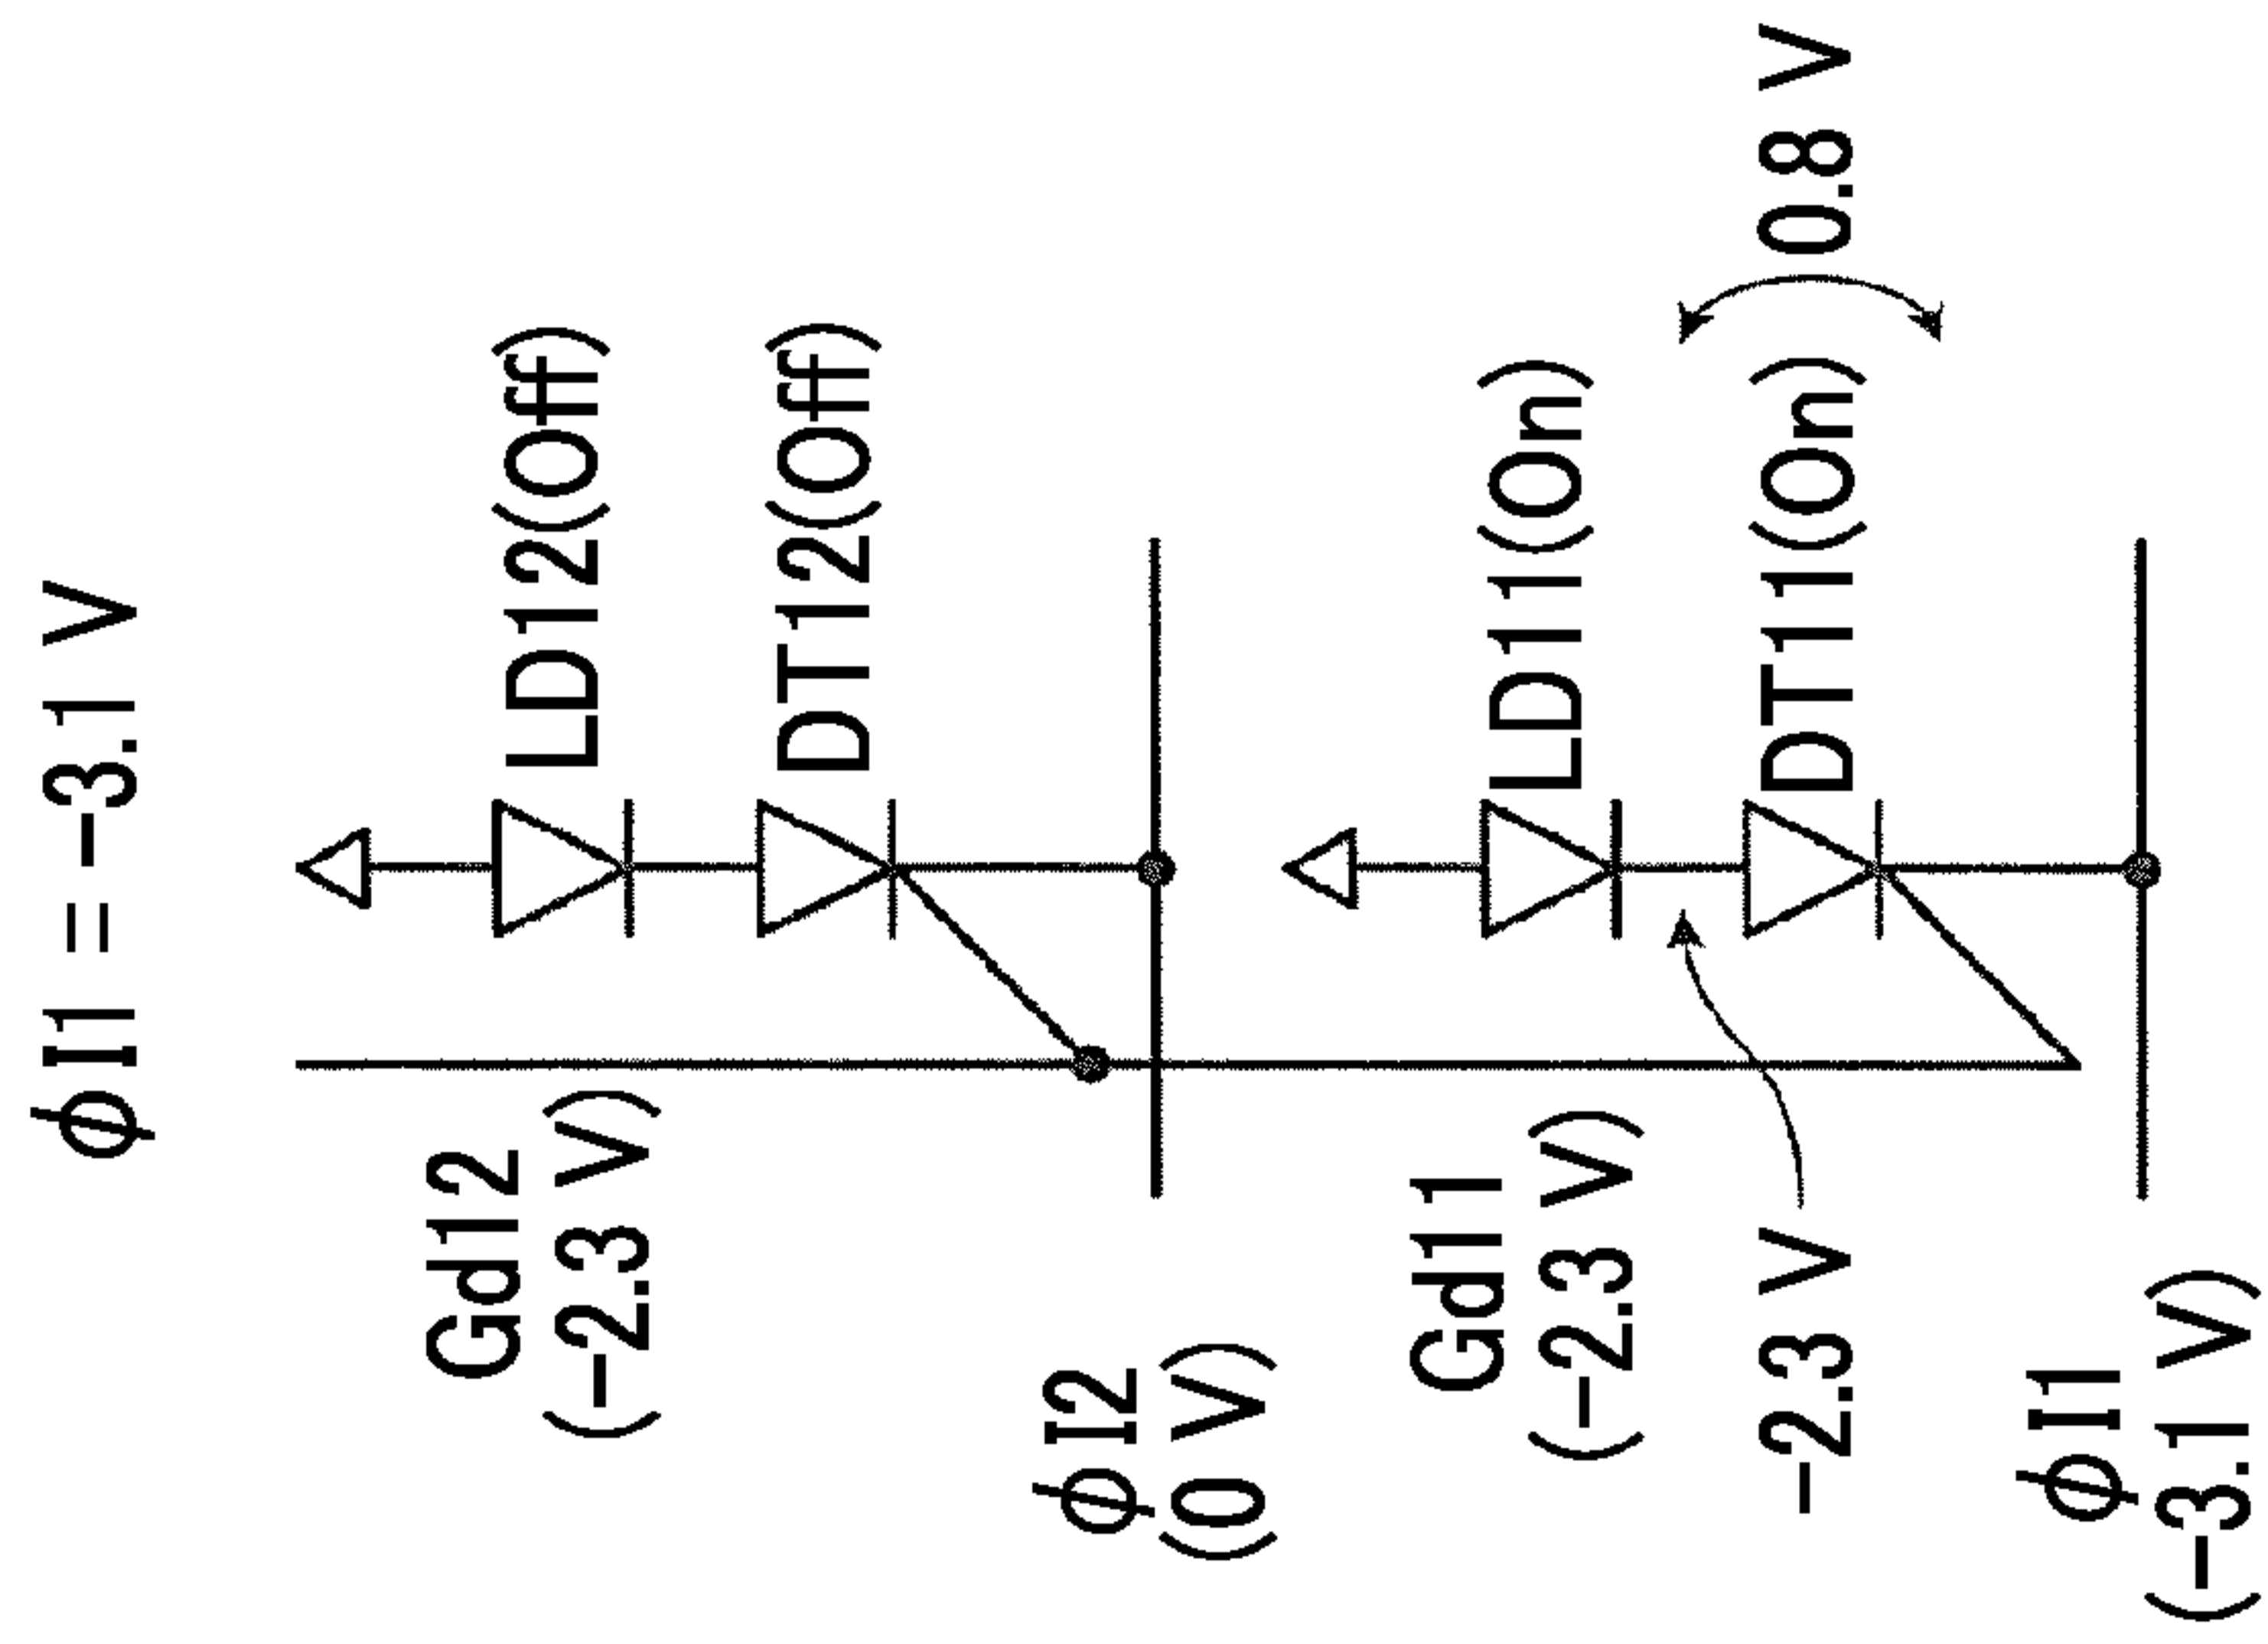 φI1 = −3.1 V
LD12(Off)
DT12(Off)
Gd12
(−2.3 V)
φI2
(0 V)
LD11(On)
DT11(On)
0.8 V
Gd11
(−2.3 V)
−2.3 V
φI1
(−3.1 V)